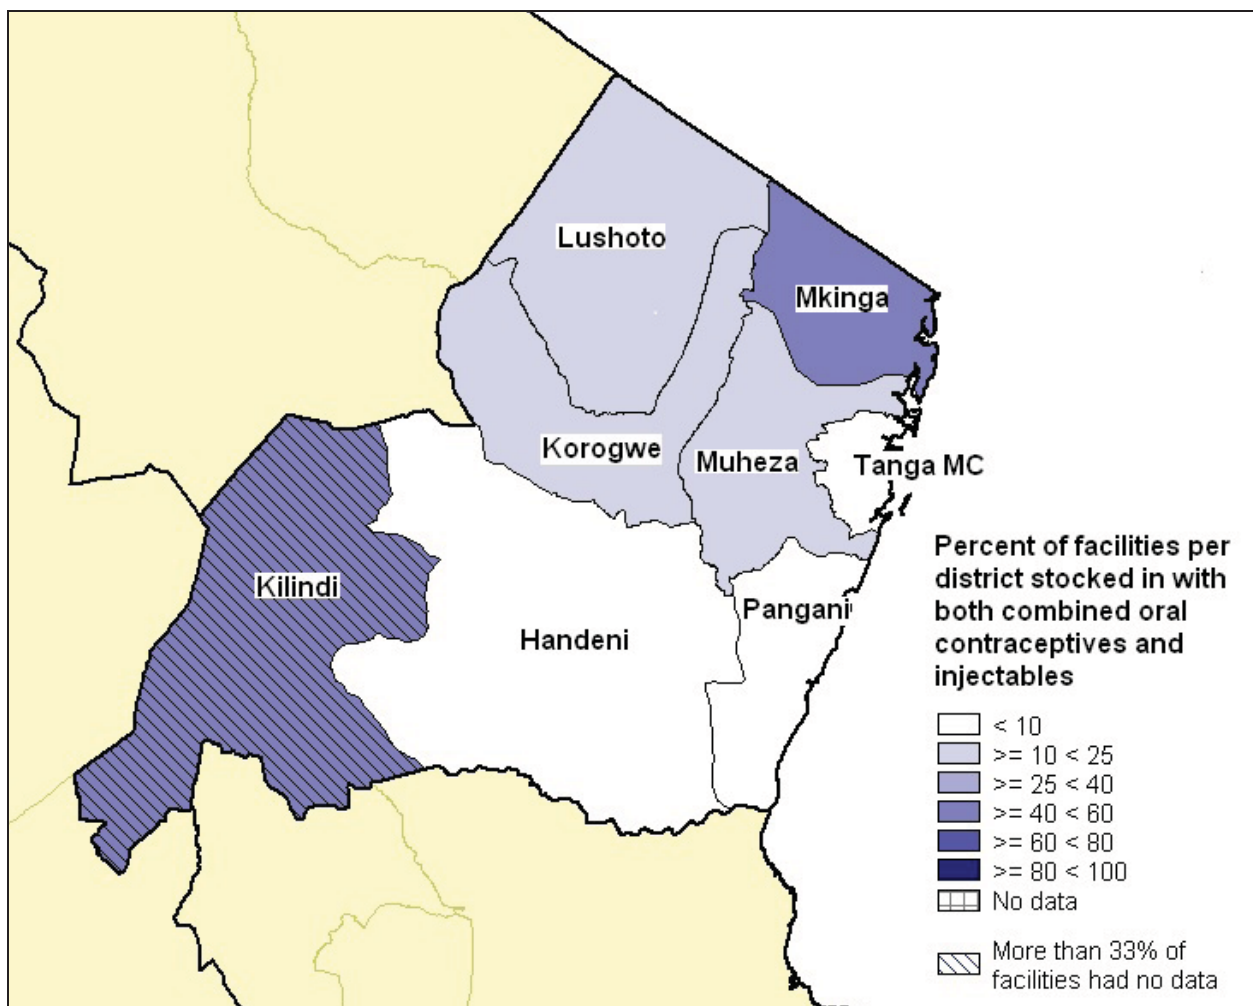 Lushoto
Mkinga
Korogwe
Muheza
Tanga MC
Kilindi
Handeni
Pangani
Percent of facilities per
district stocked in with
both combined oral
contraceptives and
injectables
< 10
>= 10 < 25
>= 25 < 40
>= 40 < 60
>= 60 < 80
>= 80 < 100
No data
More than 33% of
facilities had no data